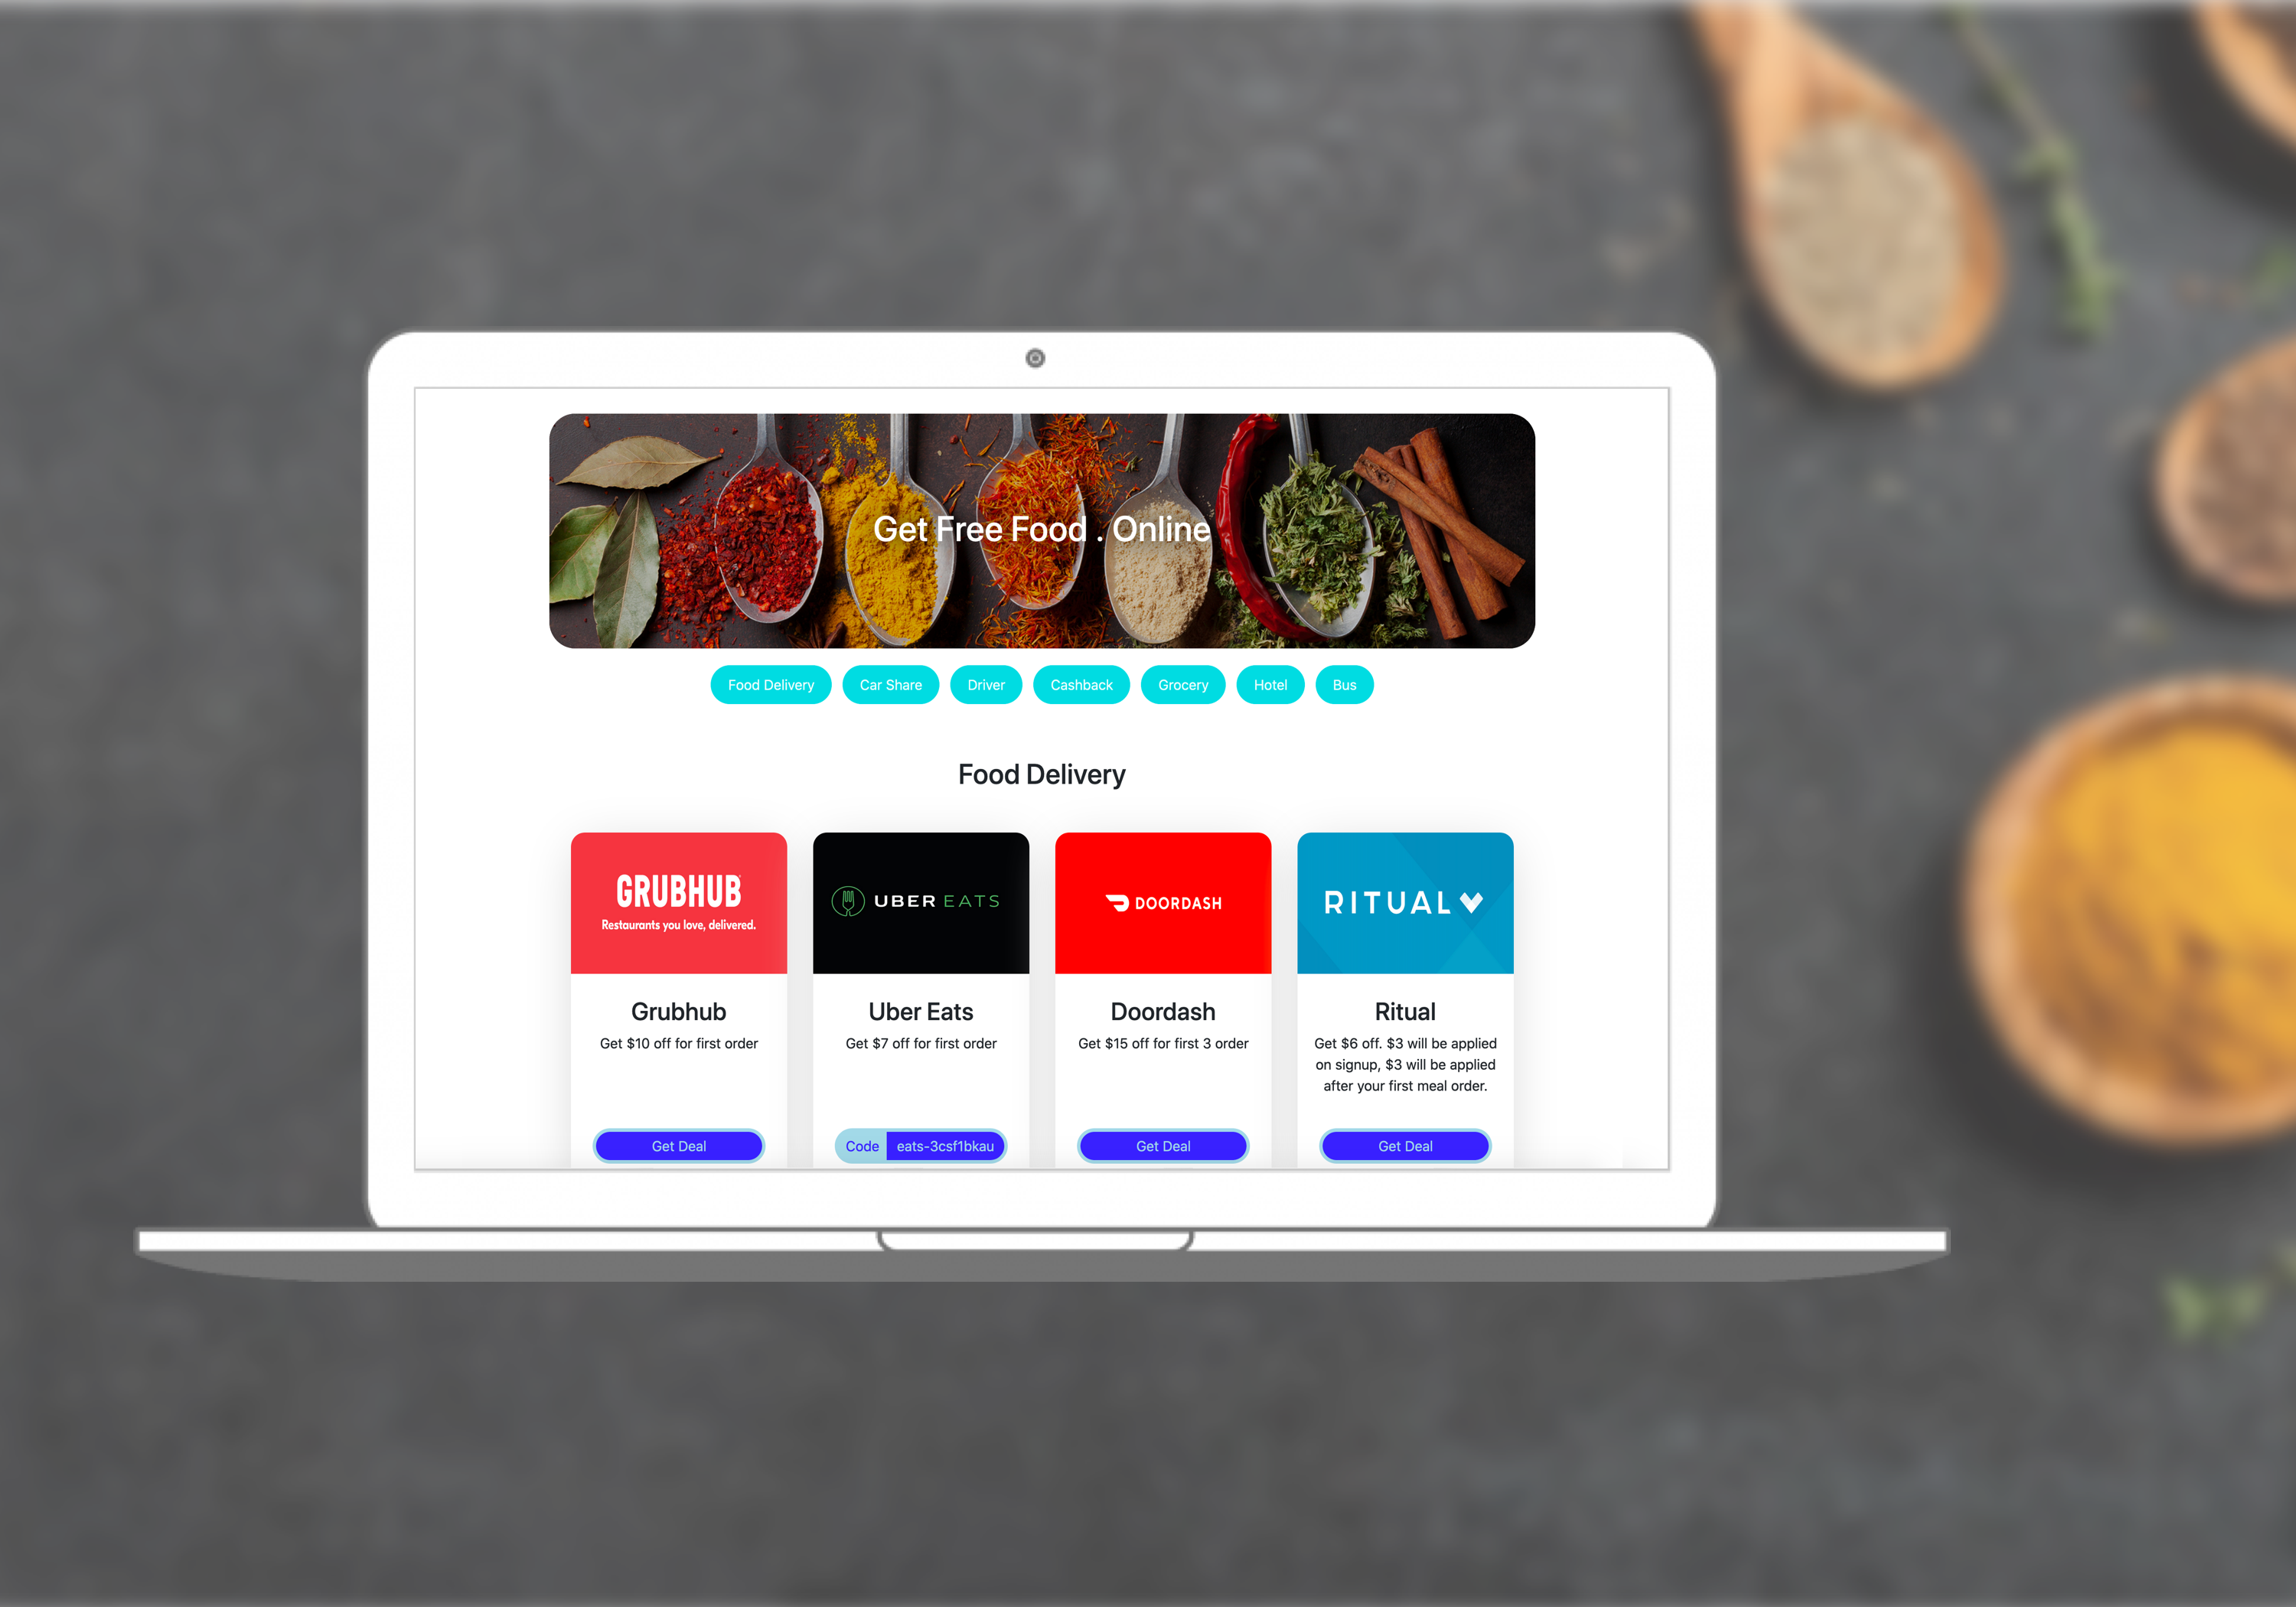 Get Free Food . Online
Food Delivery Car Share Driver Cashback Grocery Hotel Bus
Food Delivery
GRUBHUB
Restaurants you love, delivered.
UBER EATS
DOORDASH
RITUAL
Grubhub
Get $10 off for first order
Get Deal
Uber Eats
Get $7 off for first order
Code eats-3csf1bkau
Doordash
Get $15 off for first 3 order
Get Deal
Ritual
Get $6 off. $3 will be applied
on signup, $3 will be applied
after your first meal order.
Get Deal